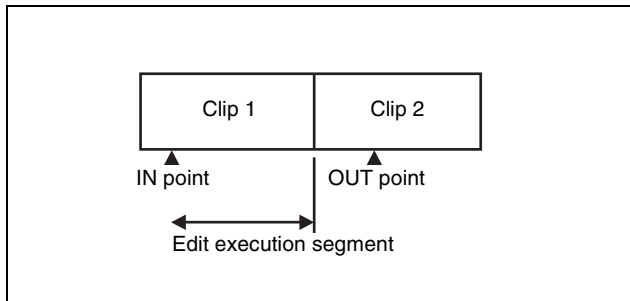 Clip 1
Clip 2
IN point
OUT point
Edit execution segment